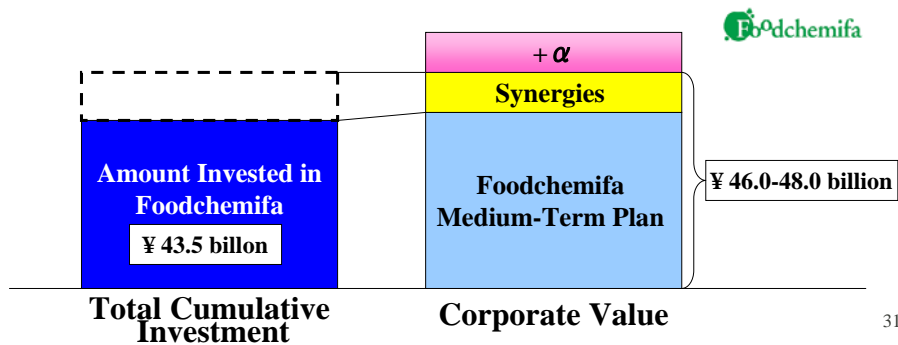 Foodchemifa
+α
Synergies
Amount Invested in
Foodchemifa
¥ 43.5 billon
Foodchemifa
Medium-Term Plan
¥ 46.0-48.0 billion
Total Cumulative
Investment
Corporate Value
31